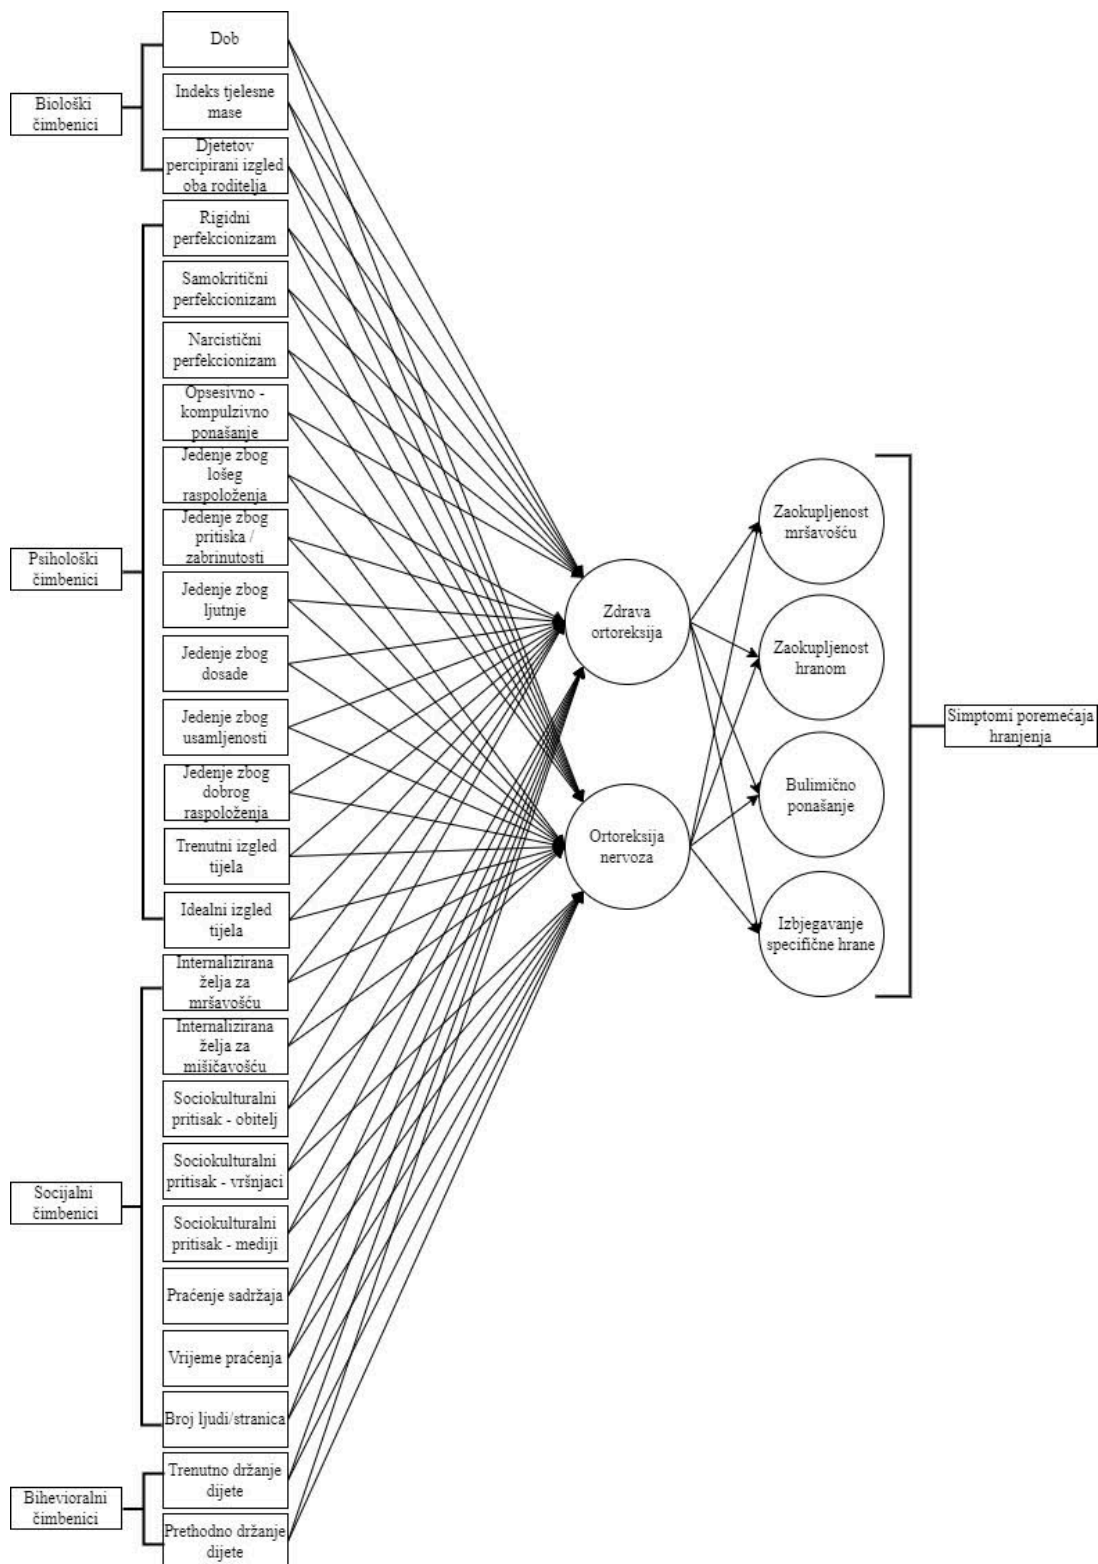 Biološki
čimbenici
Dob
Indeks tjelesne
mase
Djetetov
percipirani izgled
oba roditelja
Psihološki
čimbenici
Rigidni
perfekcionizam
Samokritični
perfekcionizam
Narcistični
perfekcionizam
Opsesivno -
kompulzivno
ponašanje
Jedenje zbog
lošeg
raspoloženja
Jedenje zbog
pritiska /
zabrinutosti
Jedenje zbog
ljutnje
Jedenje zbog
dosade
Jedenje zbog
usamljenosti
Jedenje zbog
dobrog
raspoloženja
Trenutni izgled
tijela
Idealni izgled
tijela
Socijalni
čimbenici
Internalizirana
želja za
mršavošću
Internalizirana
želja za
mišičavošću
Sociokulturalni
pritisak - obitelj
Sociokulturalni
pritisak - vršnjaci
Sociokulturalni
pritisak - mediji
Praćenje sadržaja
Vrijeme praćenja
Broj ljudi/stranica
Bihevioralni
čimbenici
Trenutno držanje
dijete
Prethodno držanje
dijete
Zdrava
ortoreksija
Ortoreksija
nervoza
Zaokupljenost
mršavošću
Zaokupljenost
hranom
Bulimično
ponašanje
Izbjegavanje
specifične hrane
Simptomi poremećaja
hranjenja